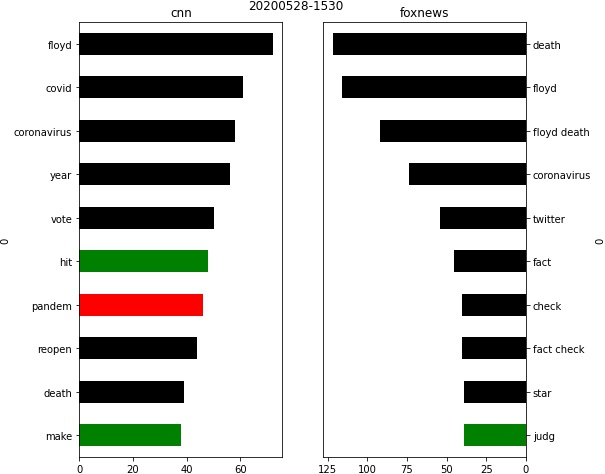 20200528-1530
cnn
foxnews
floyd
covid
coronavirus
year
vote
hit
pandem
reopen
death
make
0 20 40 60
0
death
floyd
floyd death
coronavirus
twitter
fact
check
fact check
star
judg
125 100 75 50 25 0
0